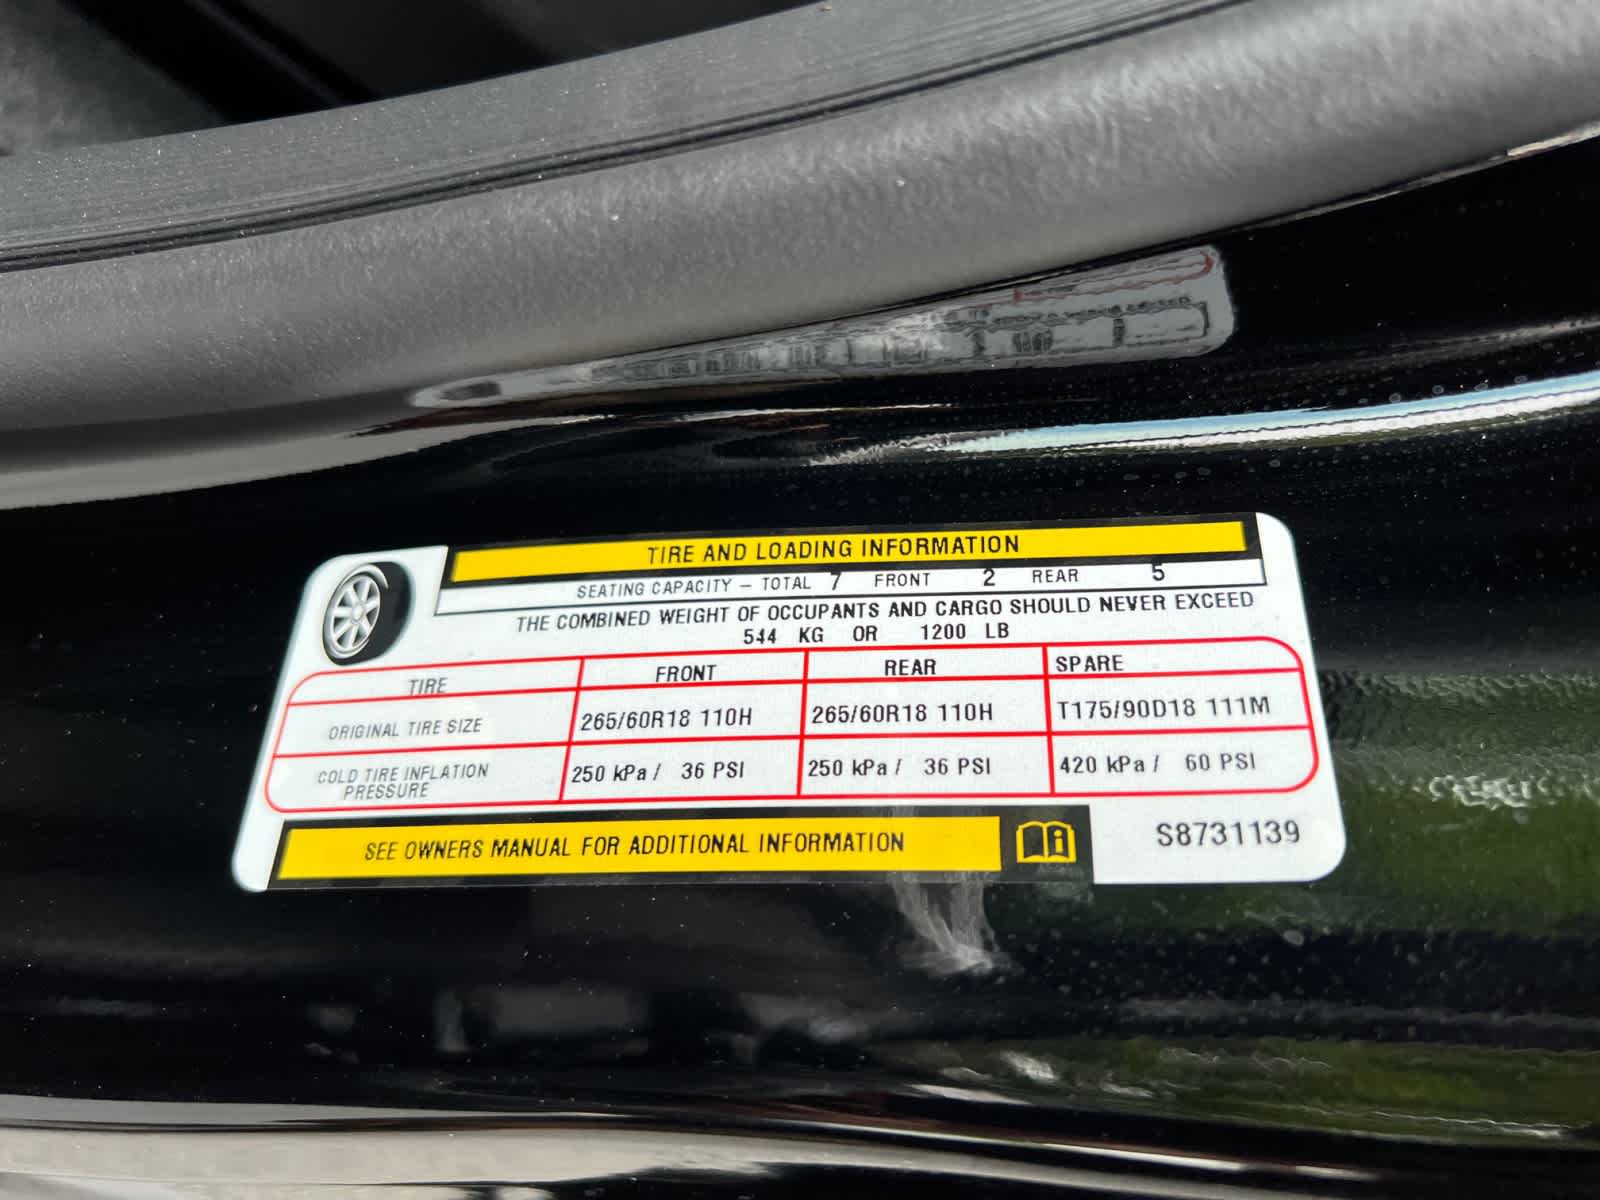 TIRE AND LOADING INFORMATION
SEATING CAPACITY – TOTAL 7 FRONT 2 REAR 5
THE COMBINED WEIGHT OF OCCUPANTS AND CARGO SHOULD NEVER EXCEED
544 KG OR 1200 LB
TIRE FRONT REAR SPARE
ORIGINAL TIRE SIZE 265/60R18 110H 265/60R18 110H T175/90D18 111M
COLD TIRE INFLATION
PRESSURE 250 kPa / 36 PSI 250 kPa / 36 PSI 420 kPa / 60 PSI
SEE OWNERS MANUAL FOR ADDITIONAL INFORMATION
S8731139